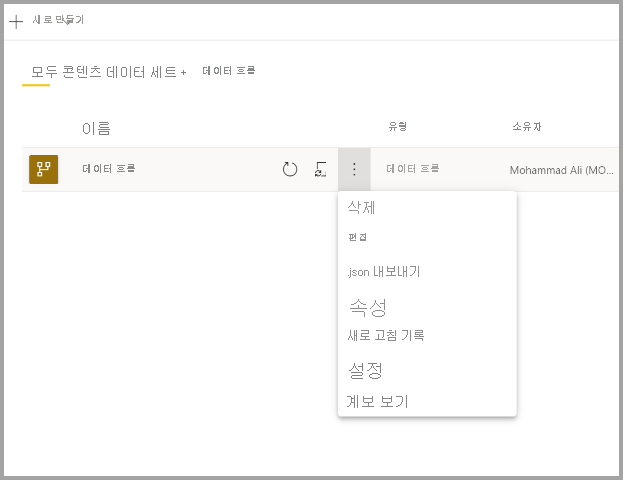 새로 만들기
모두 콘텐츠 데이터 세트 + 데이터 흐름
이름 유형 소유자
데이터 흐름 데이터 흐름 Mohammad Ali (MO...
삭제
편집
.json 내보내기
속성
새로 고침 기록
설정
계보 보기